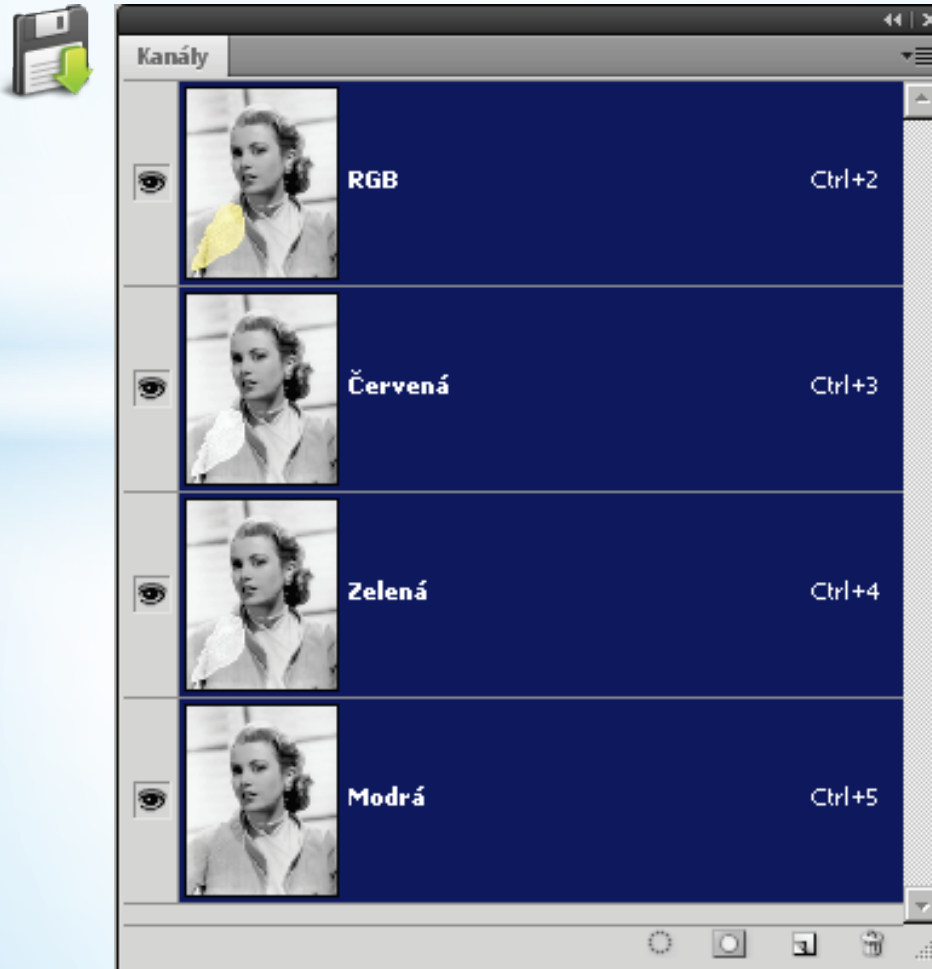 Kanály
RGB Ctrl+2
Červená Ctrl+3
Zelená Ctrl+4
Modrá Ctrl+5